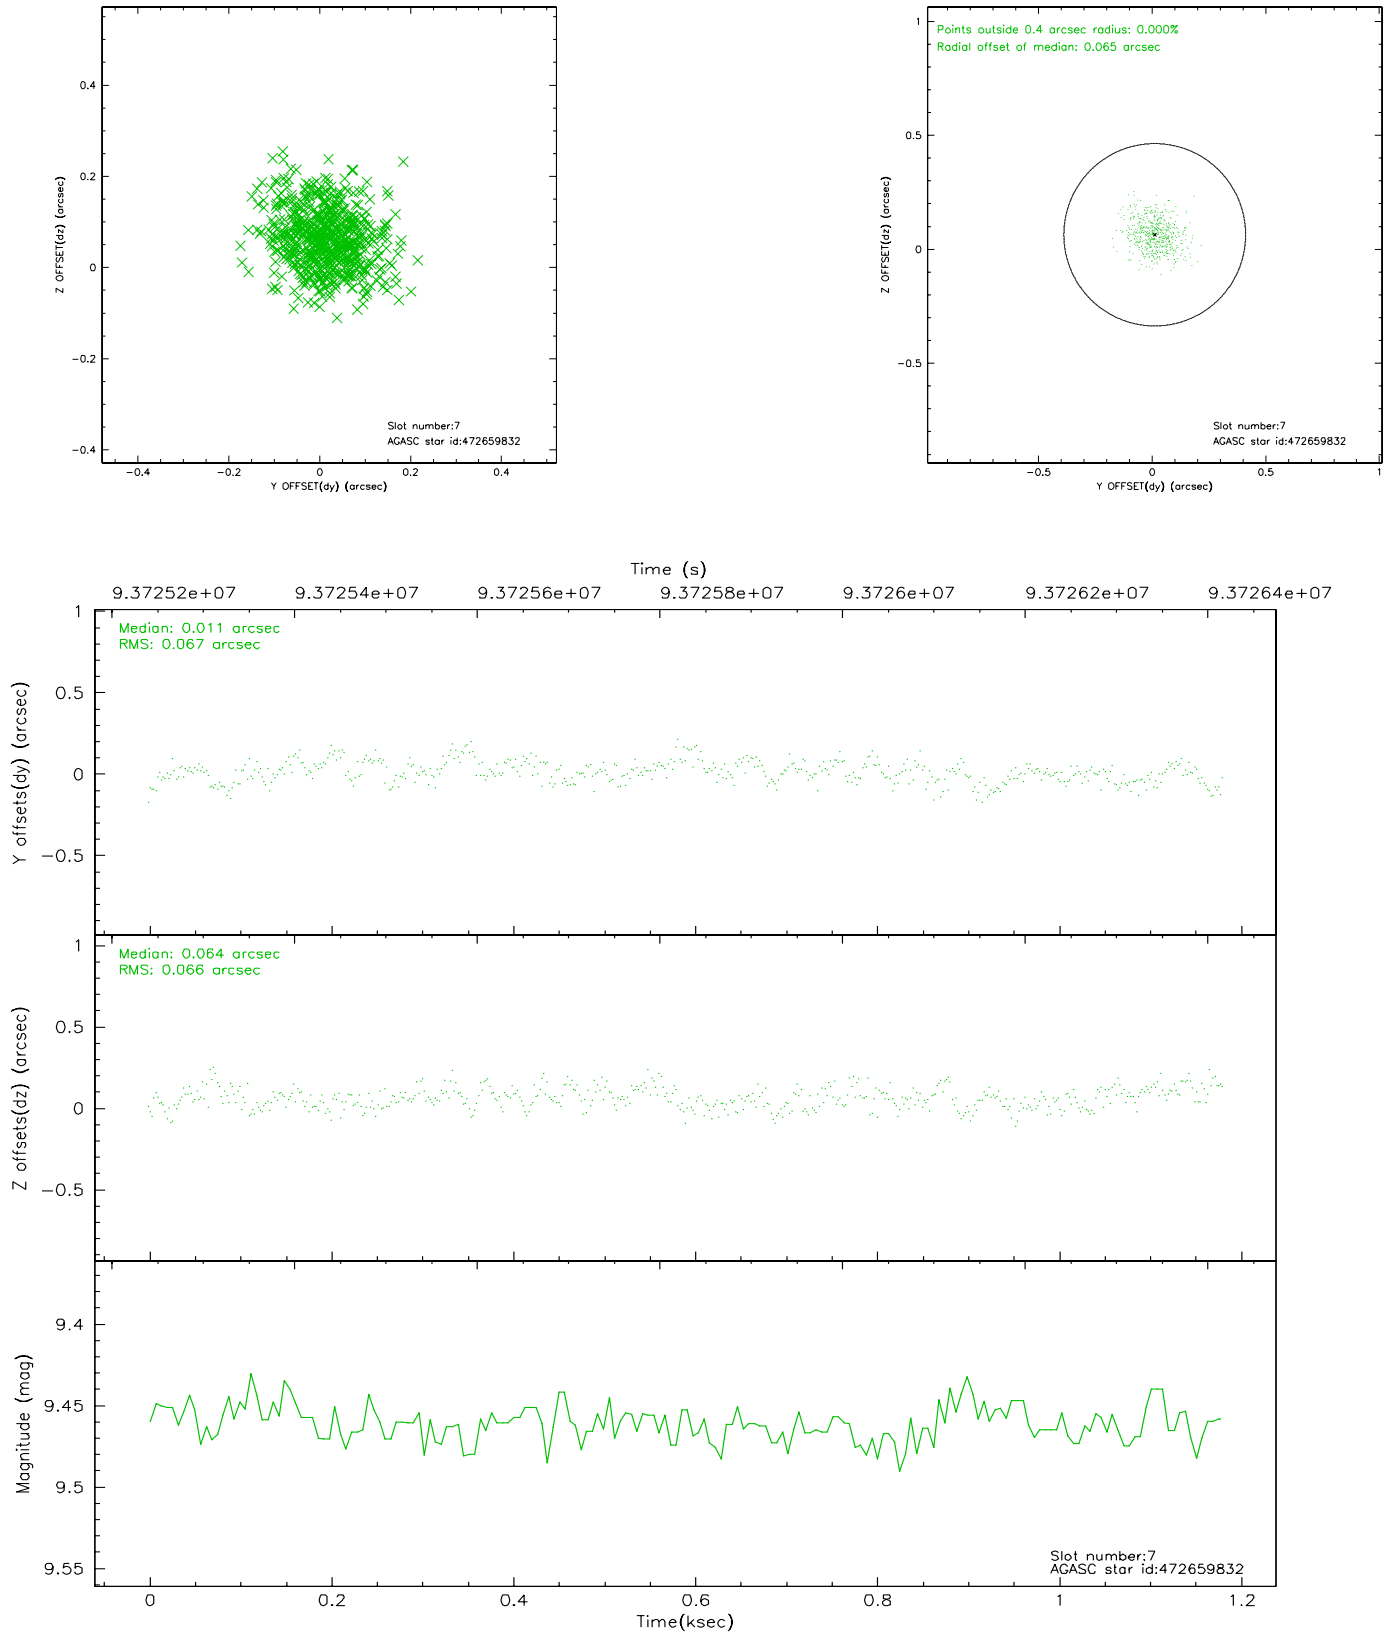 0.4
0.2
0
−0.2
−0.4
Z OFFSET(dz) (arcsec)
Slot number:7
AGASC star id:472659832
−0.4 −0.2 0 0.2 0.4
Y OFFSET(dy) (arcsec)
Points outside 0.4 arcsec radius: 0.000%
Radial offset of median: 0.065 arcsec
1
0.5
0
−0.5
Z OFFSET(dz) (arcsec)
Slot number:7
AGASC star id:472659832
−0.5 0 0.5 1
Y OFFSET(dy) (arcsec)
Time (s)
9.37252e+07 9.37254e+07 9.37256e+07 9.37258e+07 9.3726e+07 9.37262e+07 9.37264e+07
Median: 0.011 arcsec
RMS: 0.067 arcsec
1
0.5
0
−0.5
Y offsets(dy) (arcsec)
Median: 0.064 arcsec
RMS: 0.066 arcsec
1
0.5
0
−0.5
Z offsets(dz) (arcsec)
9.4
9.45
9.5
9.55
Magnitude (mag)
Slot number:7
AGASC star id:472659832
0 0.2 0.4 0.6 0.8 1 1.2
Time(ksec)